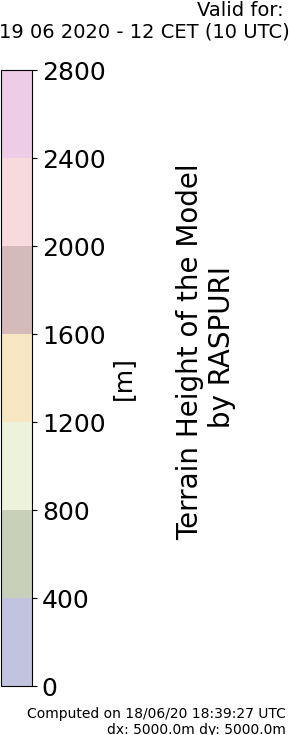 Valid for:
19 06 2020 - 12 CET (10 UTC)
2800
2400
2000
1600
1200
800
400
0
[m]
Terrain Height of the Model
by RASPURI
Computed on 18/06/20 18:39:27 UTC
dx: 5000.0m dy: 5000.0m